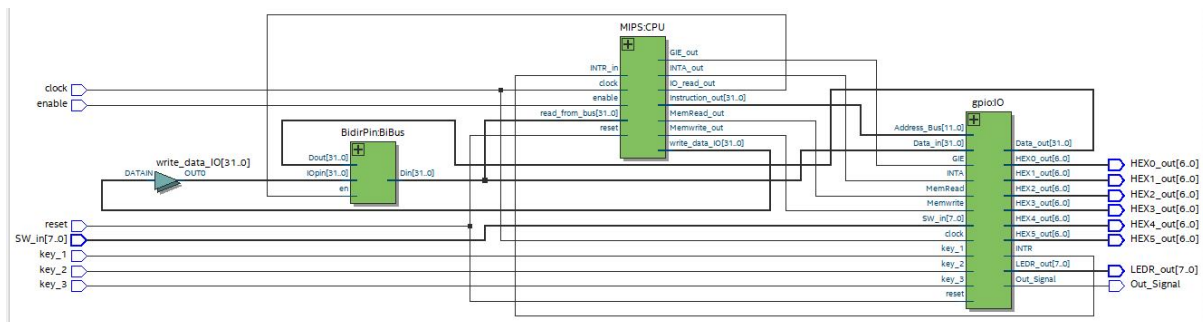 MIPS:CPU
INTR_in
clock
enable
read_from_bus[31..0]
reset
GIE_out
INTA_out
IO_read_out
Instruction_out[31..0]
MemRead_out
Memwrite_out
write_data_IO[31..0]
clock
enable
BidirPin:BiBus
Dout[31..0]
IOpin[31..0]
en
Din[31..0]
write_data_IO[31..0]
DATAIN
OUT0
reset
SW_in[7..0]
key_1
key_2
key_3
gpio:IO
Address_Bus[11..0]
Data_in[31..0]
GIE
INTA
MemRead
Memwrite
SW_in[7..0]
clock
key_1
key_2
key_3
reset
Data_out[31..0]
HEX0_out[6..0]
HEX1_out[6..0]
HEX2_out[6..0]
HEX3_out[6..0]
HEX4_out[6..0]
HEX5_out[6..0]
INTR
LEDR_out[7..0]
Out_Signal
HEX0_out[6..0]
HEX1_out[6..0]
HEX2_out[6..0]
HEX3_out[6..0]
HEX4_out[6..0]
HEX5_out[6..0]
LEDR_out[7..0]
Out_Signal